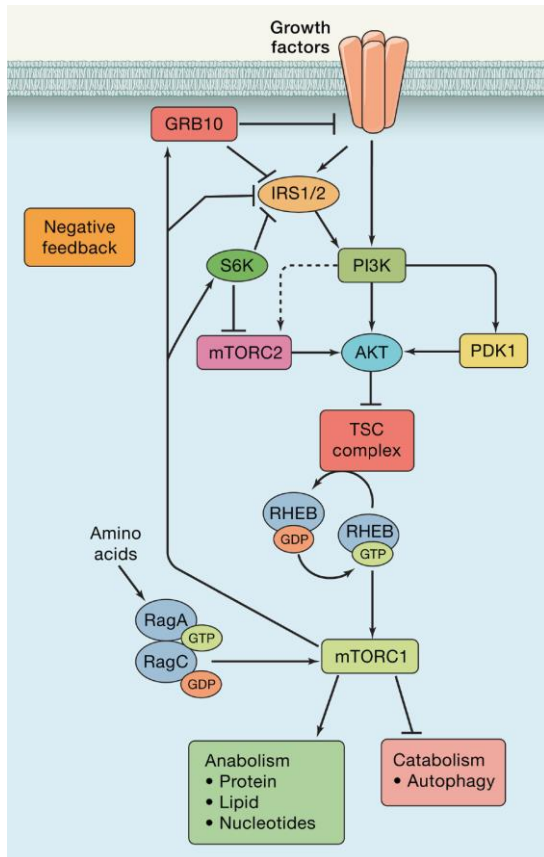 Growth
factors
GRB10
IRS1/2
Negative
feedback
S6K
PI3K
mTORC2
AKT
PDK1
TSC
complex
RHEB
GDP
RHEB
GTP
Amino
acids
RagA
GTP
RagC
GDP
mTORC1
Anabolism
• Protein
• Lipid
• Nucleotides
Catabolism
• Autophagy